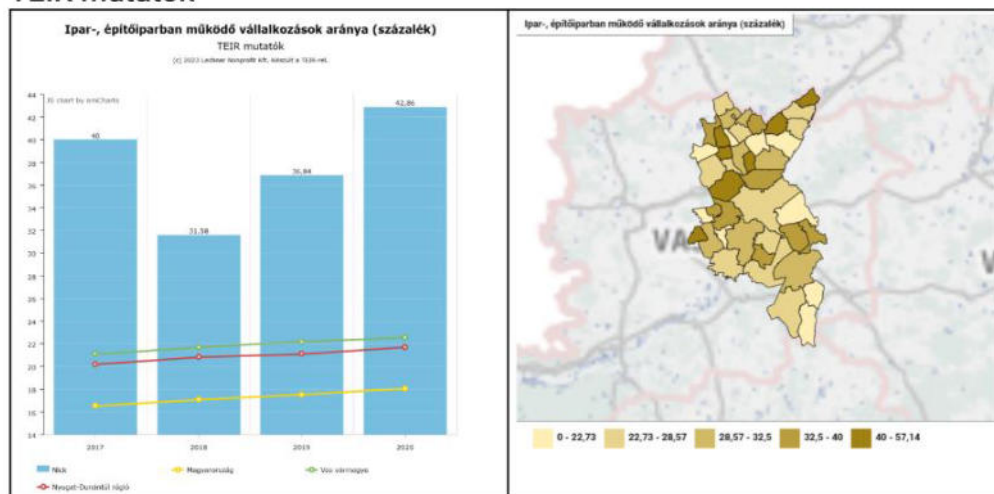 TEIR mutatók
Ipar-, építőiparban működő vállalkozások aránya (százalék)
TEIR mutatók
(c) 2023 Lechner Nonprofit Kft. készült a TEIR-rel.
JS chart by amCharts
44
42
40
38
36
34
32
30
28
26
24
22
20
18
16
14
40
31,58
36,84
42,86
2017
2018
2019
2020
Nick
Magyarország
Vas vármegye
Nyugat-Dunántúl régió
Ipar-, építőiparban működő vállalkozások aránya (százalék)
VA
V
0 - 22,73
22,73 - 28,57
28,57 - 32,5
32,5 - 40
40 - 57,14